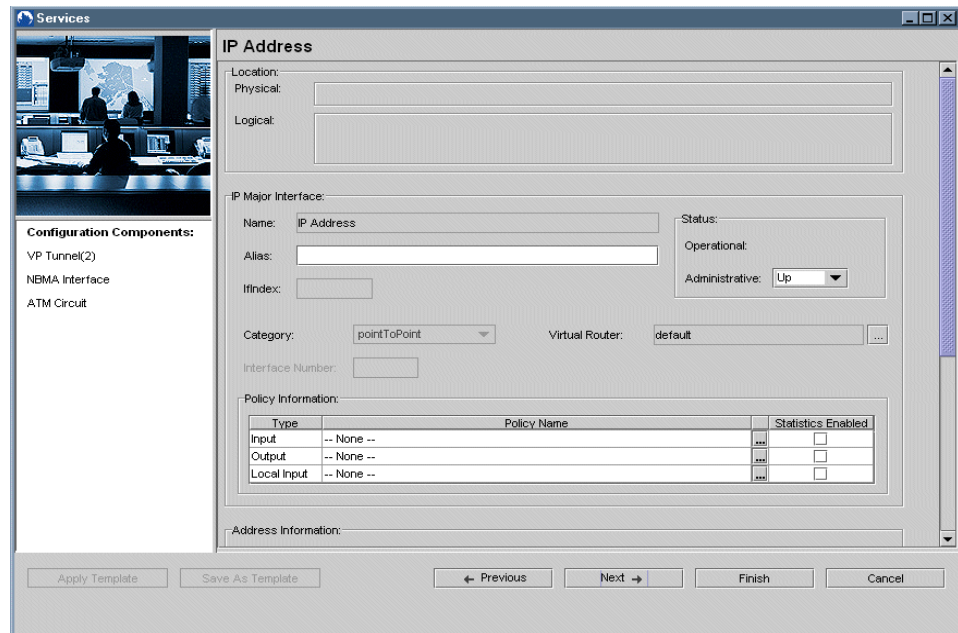 Services
IP Address
Location:
Physical:
Logical:
Configuration Components:
VP Tunnel(2)
NBMA Interface
ATM Circuit
IP Major Interface:
Name: IP Address
Alias:
IfIndex:
Status:
Operational:
Administrative: Up
Category: pointToPoint Virtual Router: default ...
Interface Number:
Policy Information:
Type Policy Name Statistics Enabled
Input -- None -- ...
Output -- None -- ...
Local Input -- None -- ...
Address Information:
Apply Template Save As Template ← Previous Next → Finish Cancel